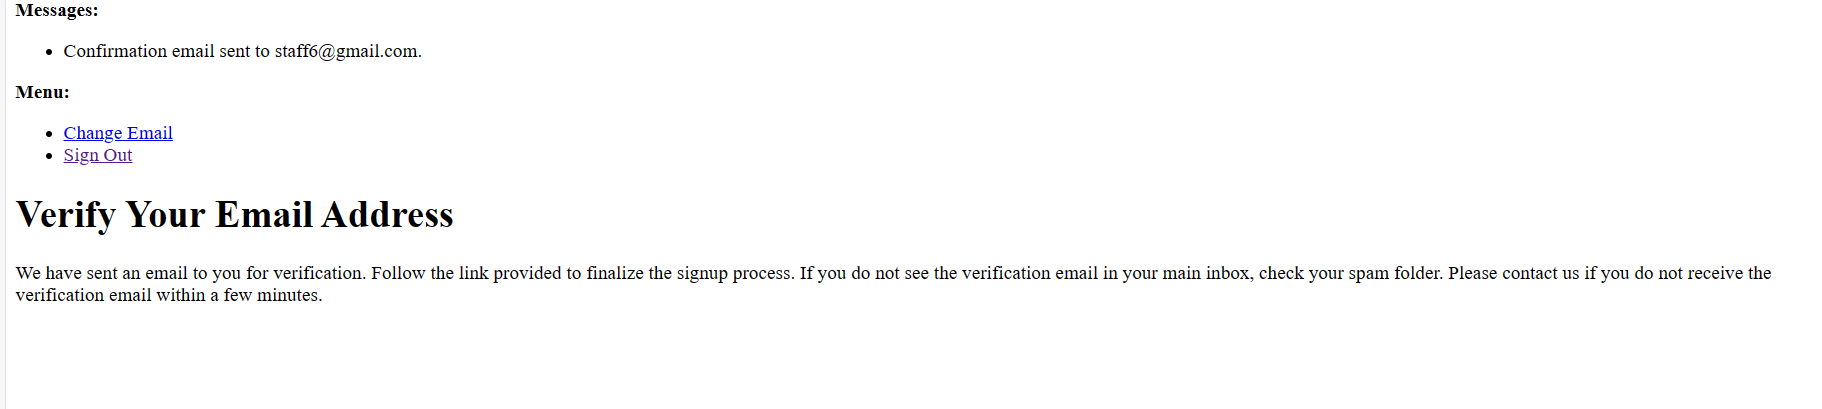 Messages:
Confirmation email sent to staff6@gmail.com.
Menu:
Change Email
Sign Out
Verify Your Email Address
We have sent an email to you for verification. Follow the link provided to finalize the signup process. If you do not see the verification email in your main inbox, check your spam folder. Please contact us if you do not receive the
verification email within a few minutes.